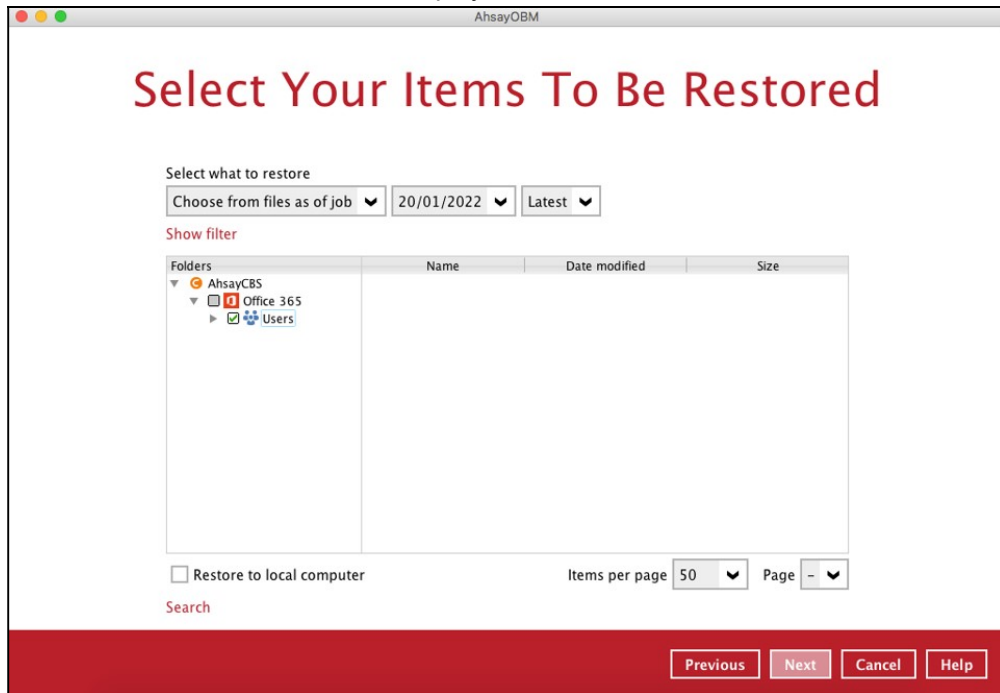 AhsayOBM
Select Your Items To Be Restored
Select what to restore
Choose from files as of job 20/01/2022 Latest
Show filter
Folders Name Date modified Size
AhsayCBS
Office 365
Users
Restore to local computer Items per page 50 Page -
Search
Previous Next Cancel Help